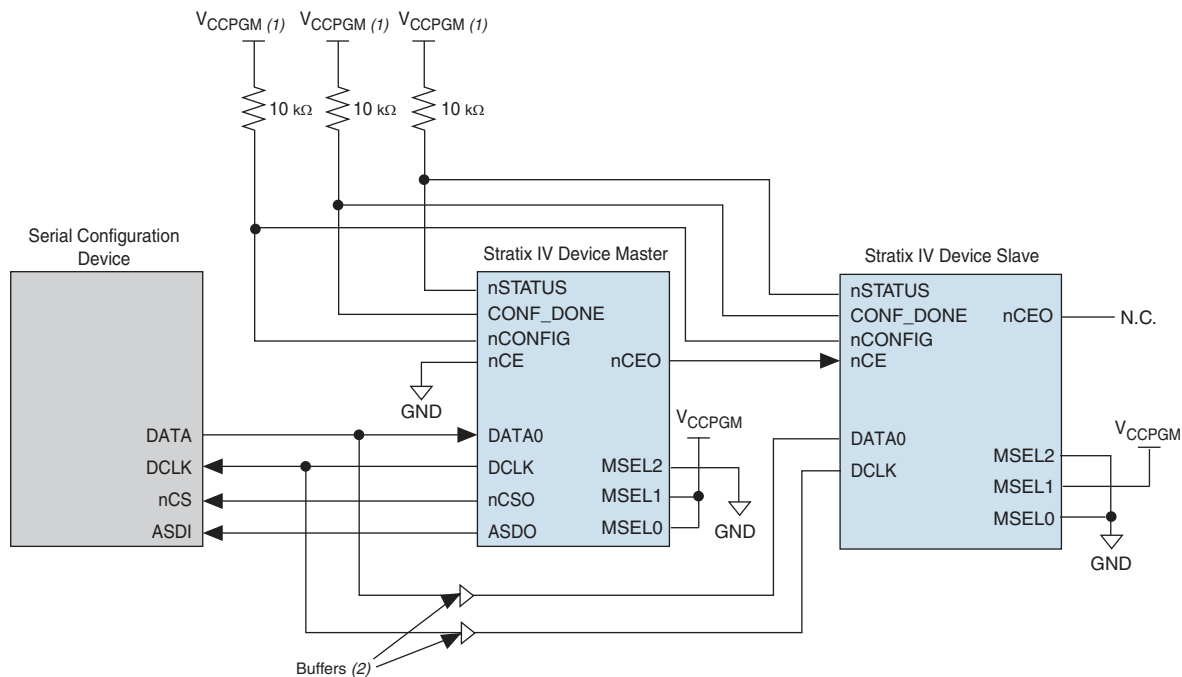 VCCPGM (1) VCCPGM (1) VCCPGM (1)
10 kΩ 10 kΩ 10 kΩ
Serial Configuration
Device
DATA
DCLK
nCS
ASDI
Stratix IV Device Master
nSTATUS
CONF_DONE
nCONFIG
nCE
nCEO
GND
DATA0
DCLK
nCSO
ASDO
MSEL2
MSEL1
MSEL0
VCCPGM
GND
Stratix IV Device Slave
nSTATUS
CONF_DONE
nCONFIG
nCE
nCEO
N.C.
DATA0
DCLK
MSEL2
MSEL1
MSEL0
VCCPGM
GND
Buffers (2)